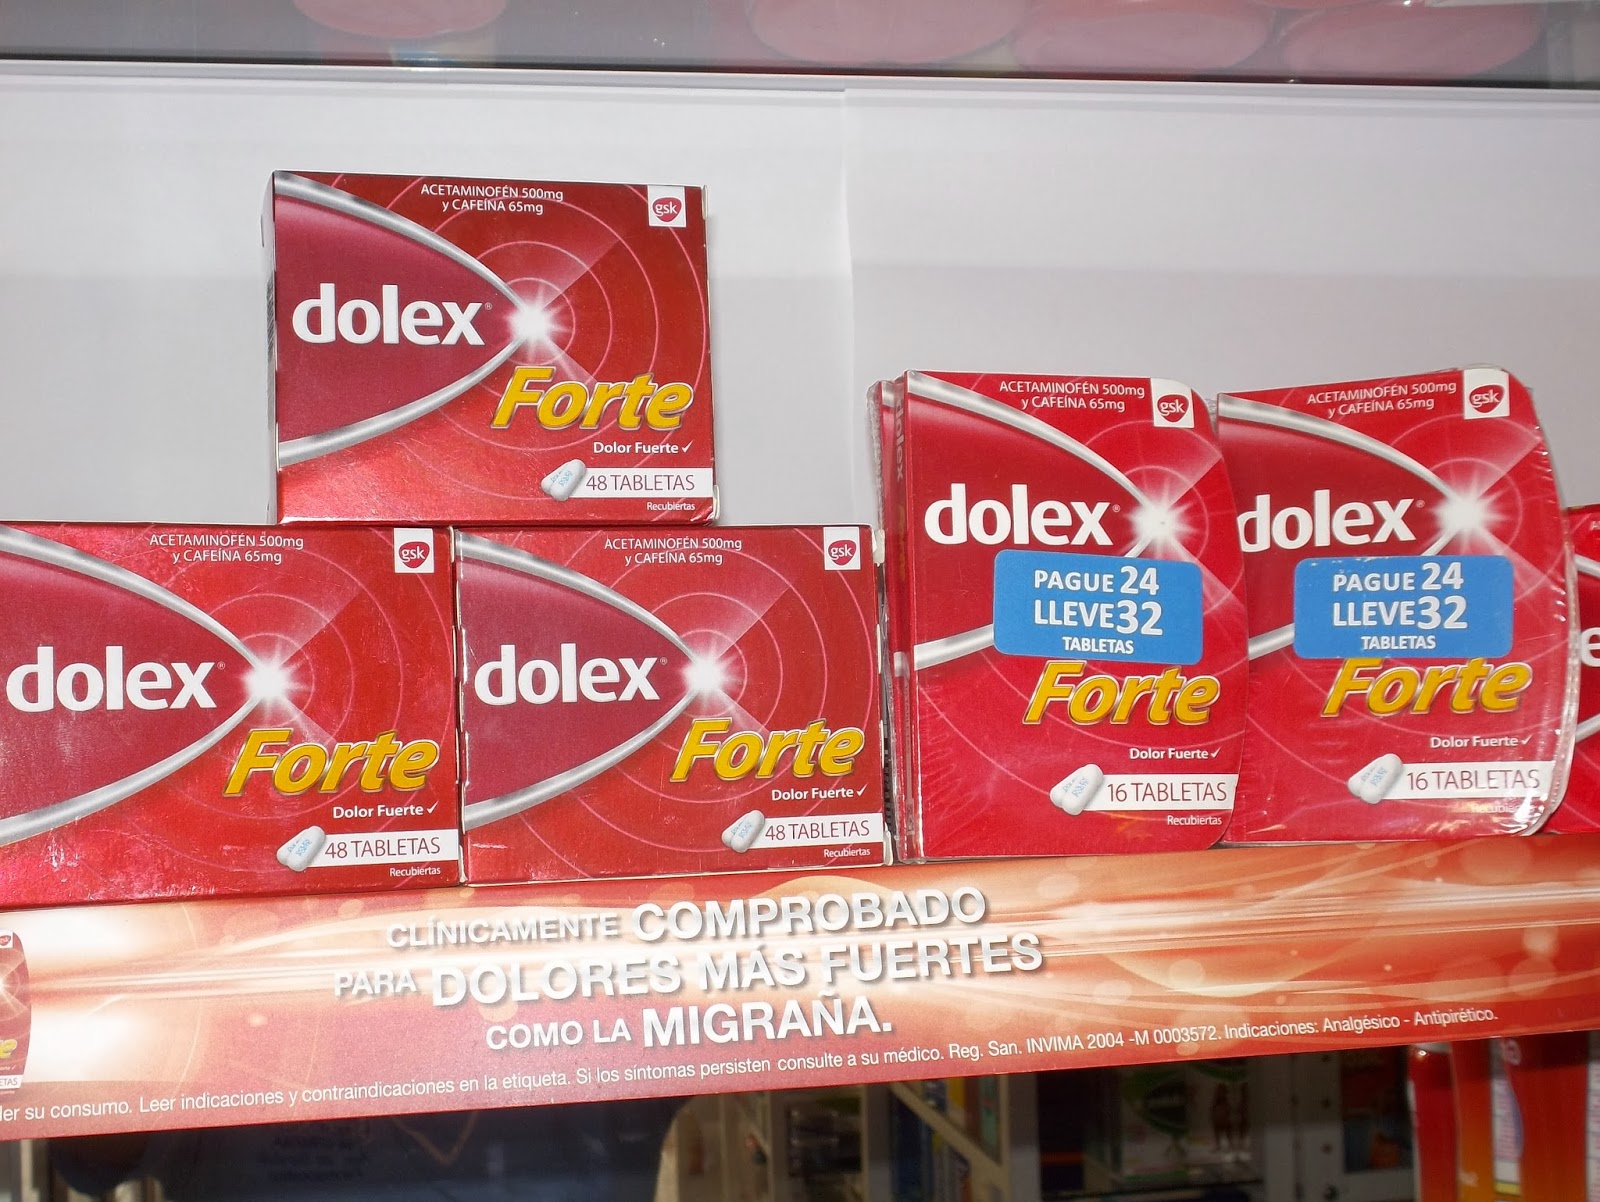 ACETAMINOFÉN 500mg
y CAFEÍNA 65mg
gsk
dolex®
Forte
Dolor Fuerte ✓
48 TABLETAS
Recubiertas
ACETAMINOFÉN 500mg
y CAFEÍNA 65mg
gsk
dolex®
Forte
Dolor Fuerte ✓
48 TABLETAS
Recubiertas
ACETAMINOFÉN 500mg
y CAFEÍNA 65mg
gsk
dolex®
Forte
Dolor Fuerte ✓
48 TABLETAS
Recubiertas
ACETAMINOFÉN 500mg
y CAFEÍNA 65mg
gsk
dolex®
PAGUE 24
LLEVE 32
TABLETAS
Forte
Dolor Fuerte ✓
16 TABLETAS
Recubiertas
ACETAMINOFÉN 500mg
y CAFEÍNA 65mg
gsk
dolex®
PAGUE 24
LLEVE 32
TABLETAS
Forte
Dolor Fuerte ✓
16 TABLETAS
Recubiertas
CLÍNICAMENTE COMPROBADO
PARA DOLORES MÁS FUERTES
COMO LA MIGRAÑA.
su consumo. Leer indicaciones y contraindicaciones en la etiqueta. Si los síntomas persisten consulte a su médico. Reg. San. INVIMA 2004 -M 0003572. Indicaciones: Analgésico - Antipirético.